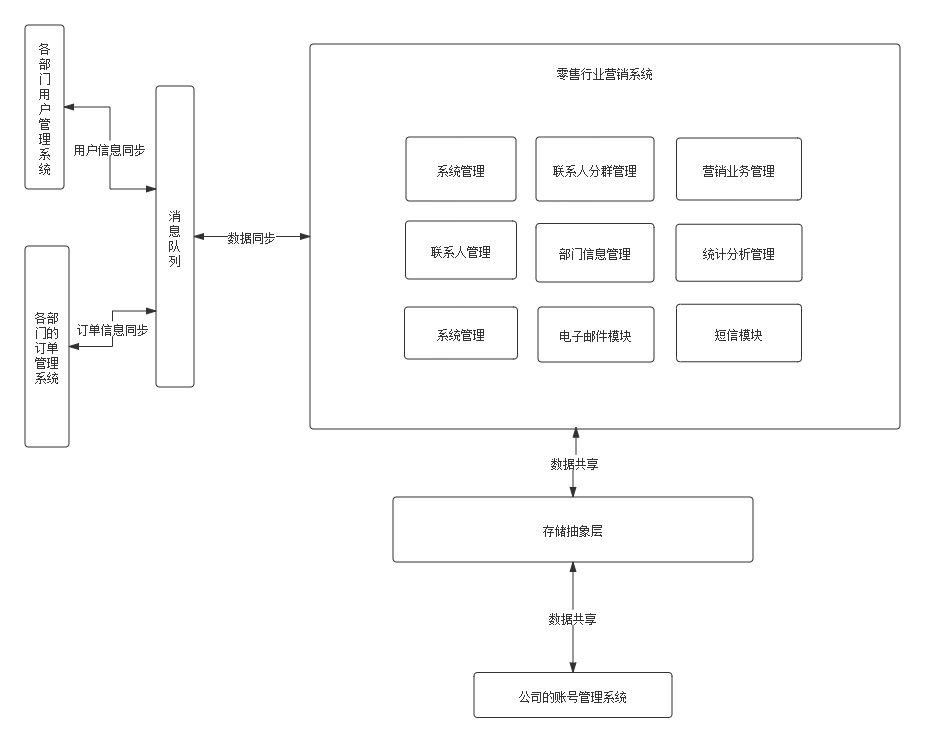 各
部
门
用
户
管
理
系
统
用户信息同步
消
息
队
列
各部
门的
订单
管理
系统
订单信息同步
数据同步
零售行业营销系统
系统管理
联系人分群管理
营销业务管理
联系人管理
部门信息管理
统计分析管理
系统管理
电子邮件模块
短信模块
数据共享
存储抽象层
数据共享
公司的账号管理系统